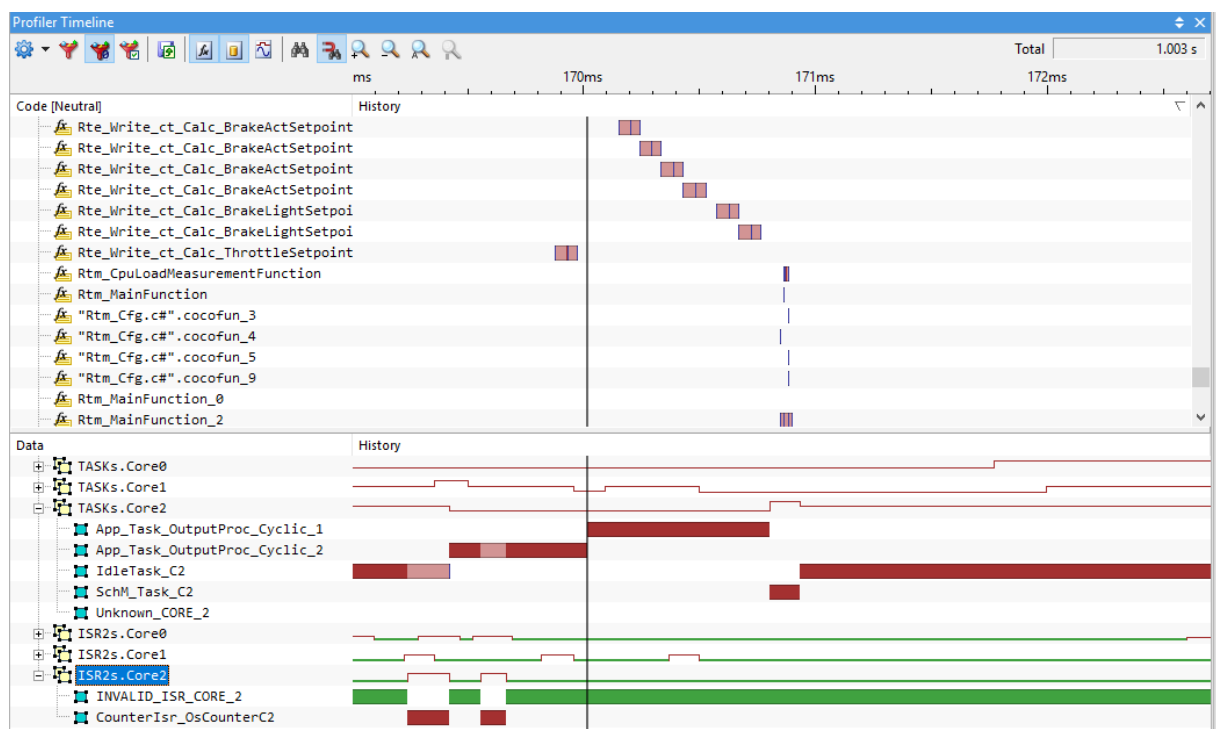 Profiler Timeline
Total 1.003 s
ms 170ms 171ms 172ms
Code [Neutral] History
Rte_Write_ct_Calc_BrakeActSetpoint
Rte_Write_ct_Calc_BrakeActSetpoint
Rte_Write_ct_Calc_BrakeActSetpoint
Rte_Write_ct_Calc_BrakeActSetpoint
Rte_Write_ct_Calc_BrakeLightSetpoi
Rte_Write_ct_Calc_BrakeLightSetpoi
Rte_Write_ct_Calc_ThrottleSetpoint
Rtm_CpuLoadMeasurementFunction
Rtm_MainFunction
"Rtm_Cfg.c#".cocofun_3
"Rtm_Cfg.c#".cocofun_4
"Rtm_Cfg.c#".cocofun_5
"Rtm_Cfg.c#".cocofun_9
Rtm_MainFunction_0
Rtm_MainFunction_2
Data History
TASKs.Core0
TASKs.Core1
TASKs.Core2
App_Task_OutputProc_Cyclic_1
App_Task_OutputProc_Cyclic_2
IdleTask_C2
SchM_Task_C2
Unknown_CORE_2
ISR2s.Core0
ISR2s.Core1
ISR2s.Core2
INVALID_ISR_CORE_2
CounterIsr_OsCounterC2